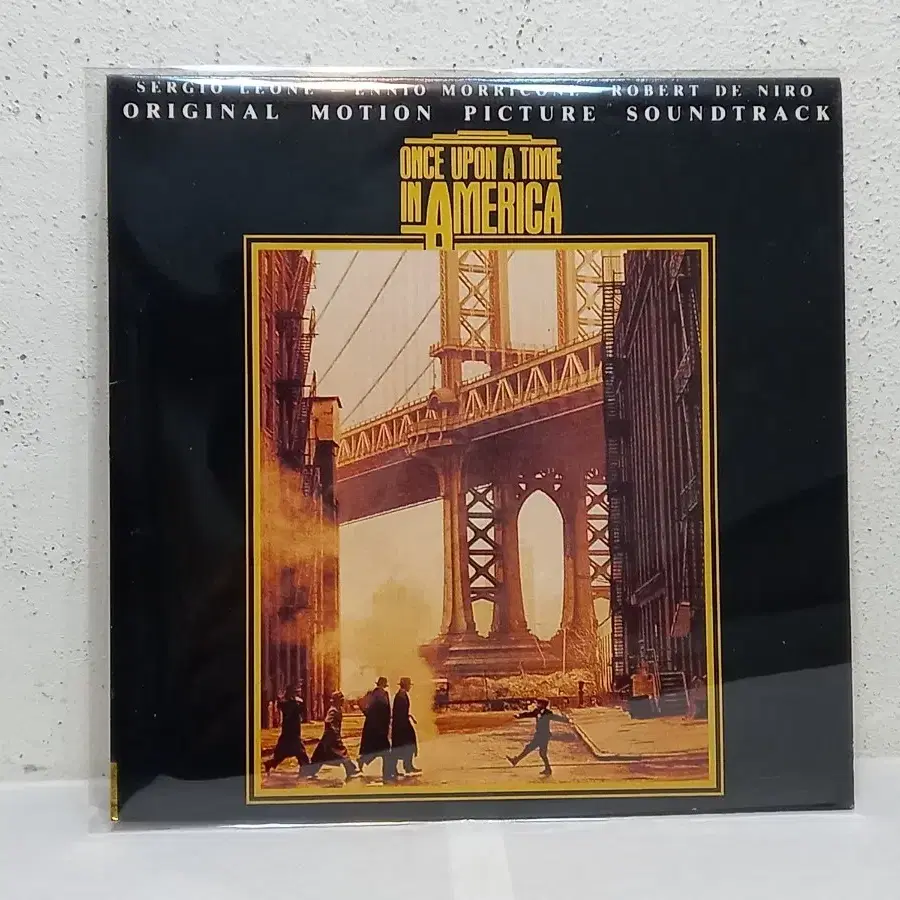 SERGIO LEONE ENNIO MORRICONE ROBERT DE NIRO
ORIGINAL MOTION PICTURE SOUNDTRACK
ONCE UPON A TIME
IN AMERICA